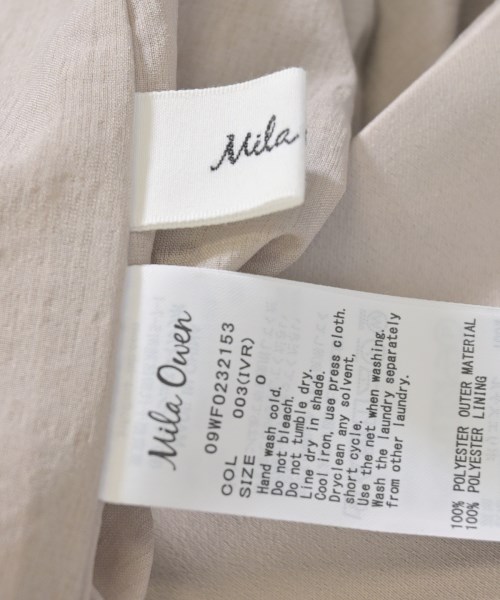 Mila
Mila Owen
09WF0232153
COL 003(IVR)
SIZE 0
Hand wash cold.
Do not bleach.
Do not tumble dry.
Line dry in shade.
Cool iron, use press cloth.
Dryclean any solvent,
short cycle.
Use the net when washing.
Wash the laundry separately
from other laundry.
100% POLYESTER OUTER MATERIAL
100% POLYESTER LINING